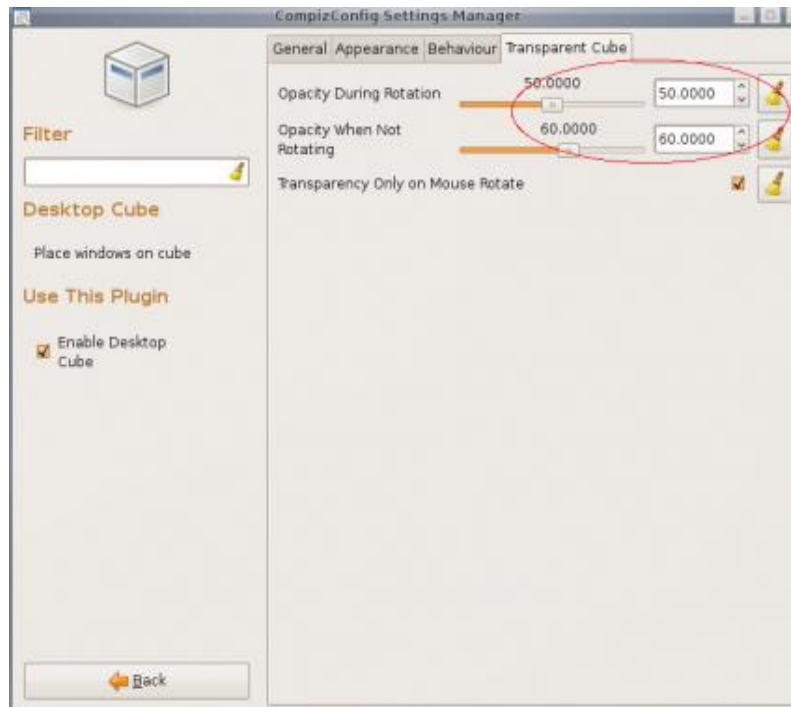 CompizConfig Settings Manager
General Appearance Behaviour Transparent Cube
Opacity During Rotation 50.0000 50.0000
Opacity When Not
Rotating
60.0000 60.0000
Transparency Only on Mouse Rotate
Filter
Desktop Cube
Place windows on cube
Use This Plugin
Enable Desktop
Cube
Back